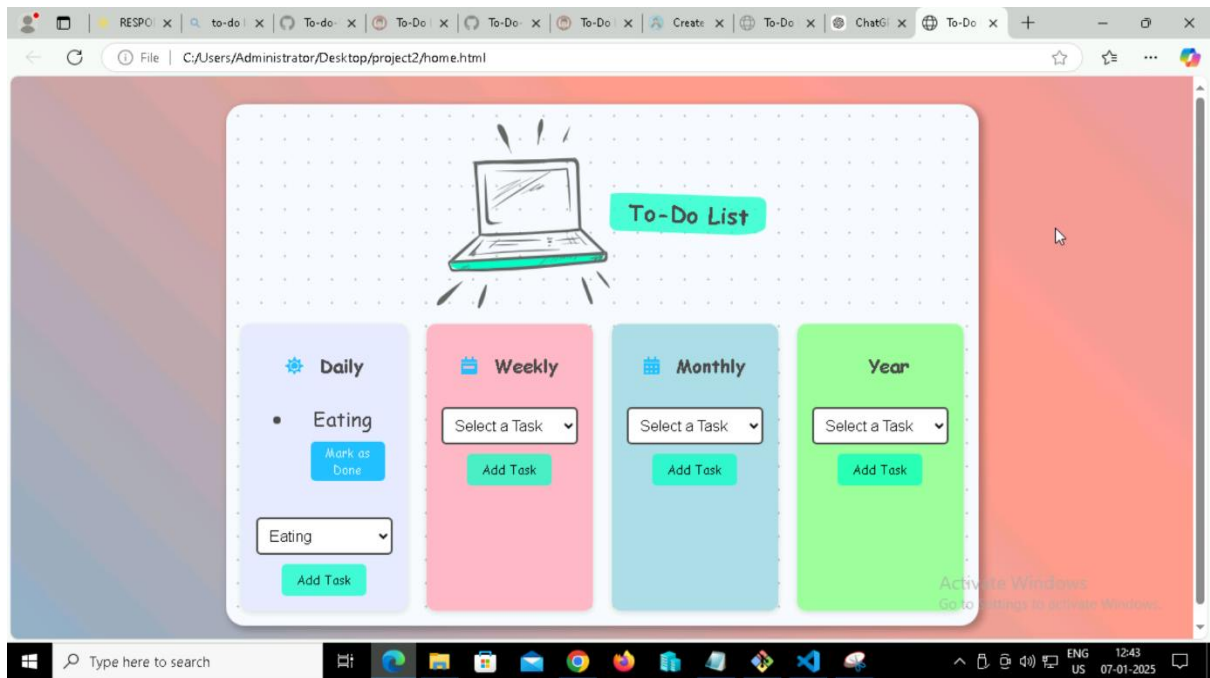 RESPO
to-do l
To-do-
To-Do l
To-Do-
To-Do l
Create
To-Do
ChatG
To-Do
File | C:/Users/Administrator/Desktop/project2/home.html
To-Do List
Daily
Eating
Mark as
Done
Eating
Add Task
Weekly
Select a Task
Add Task
Monthly
Select a Task
Add Task
Year
Select a Task
Add Task
Activate Windows
Go to Settings to activate Windows.
Type here to search
ENG
US
12:43
07-01-2025